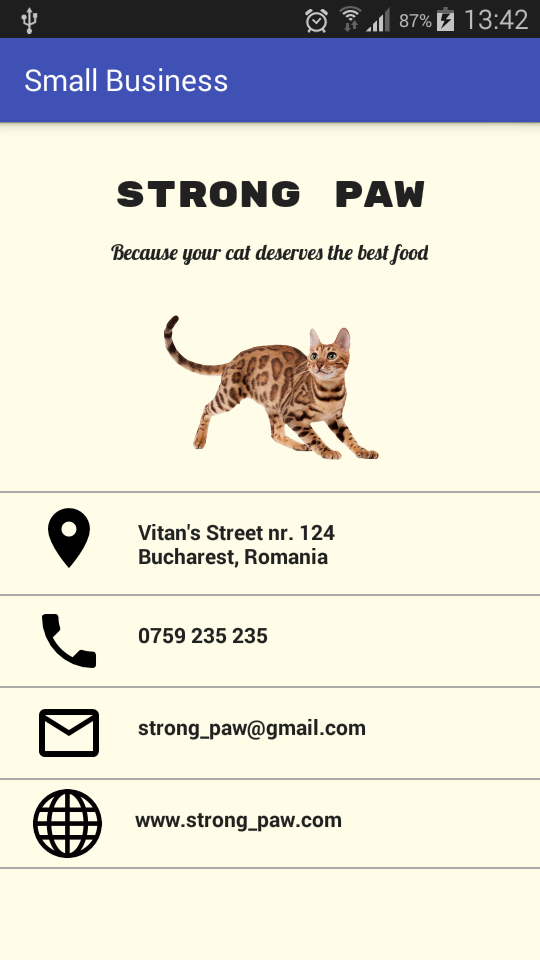 87% 13:42
Small Business
STRONG PAW
Because your cat deserves the best food
Vitan's Street nr. 124
Bucharest, Romania
0759 235 235
strong_paw@gmail.com
www.strong_paw.com